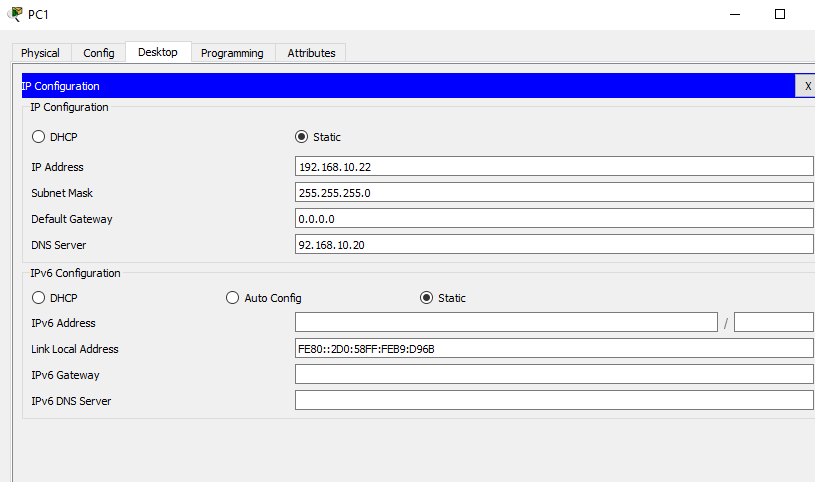 PC1
Physical Config Desktop Programming Attributes
IP Configuration X
IP Configuration
DHCP Static
IP Address 192.168.10.22
Subnet Mask 255.255.255.0
Default Gateway 0.0.0.0
DNS Server 92.168.10.20
IPv6 Configuration
DHCP Auto Config Static
IPv6 Address /
Link Local Address FE80::2D0:58FF:FEB9:D96B
IPv6 Gateway
IPv6 DNS Server